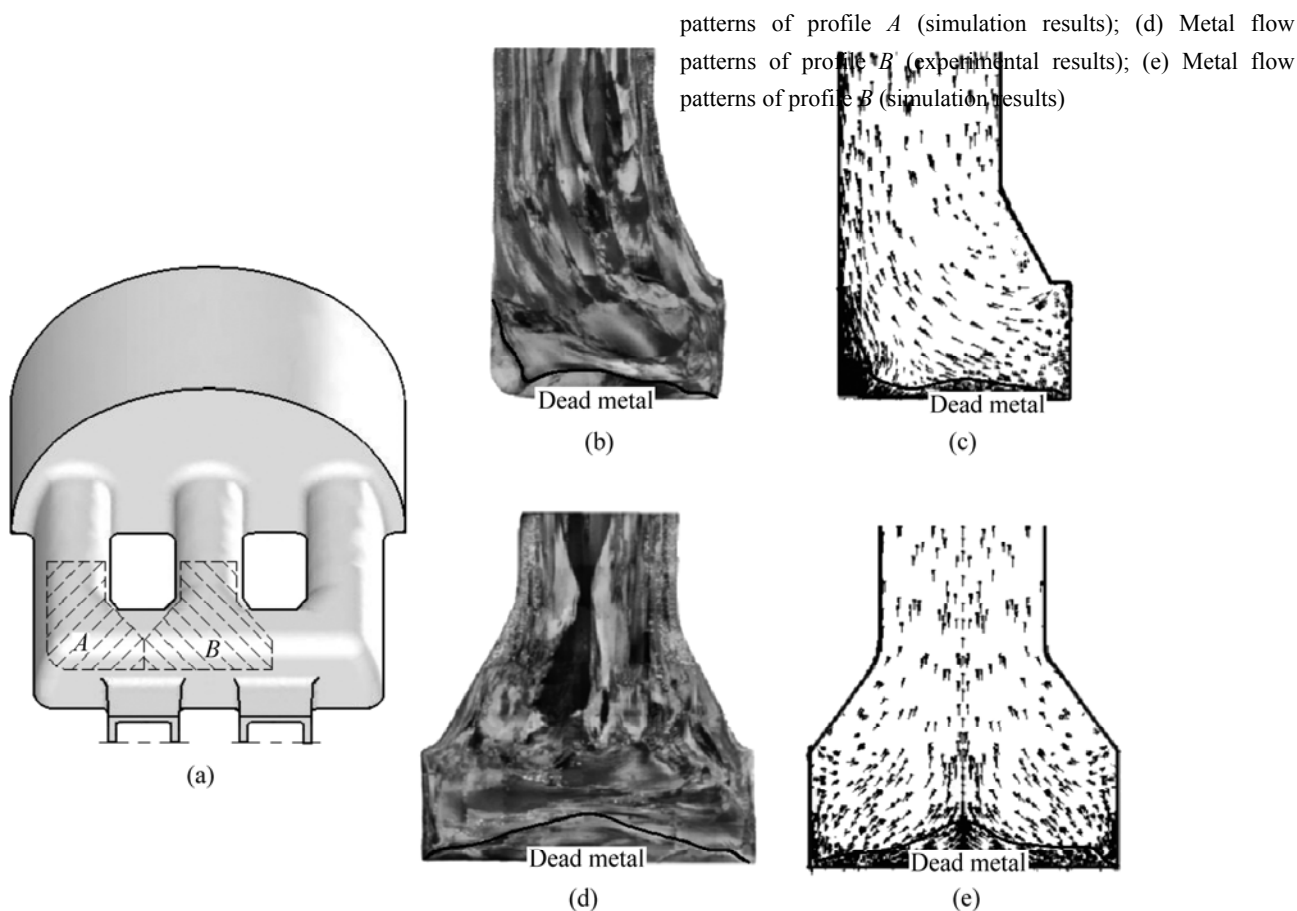 patterns of profile A (simulation results); (d) Metal flow
patterns of profile B (experimental results); (e) Metal flow
patterns of profile B (simulation results)
Dead metal
(b)
Dead metal
(c)
A
B
(a)
Dead metal
(d)
Dead metal
(e)